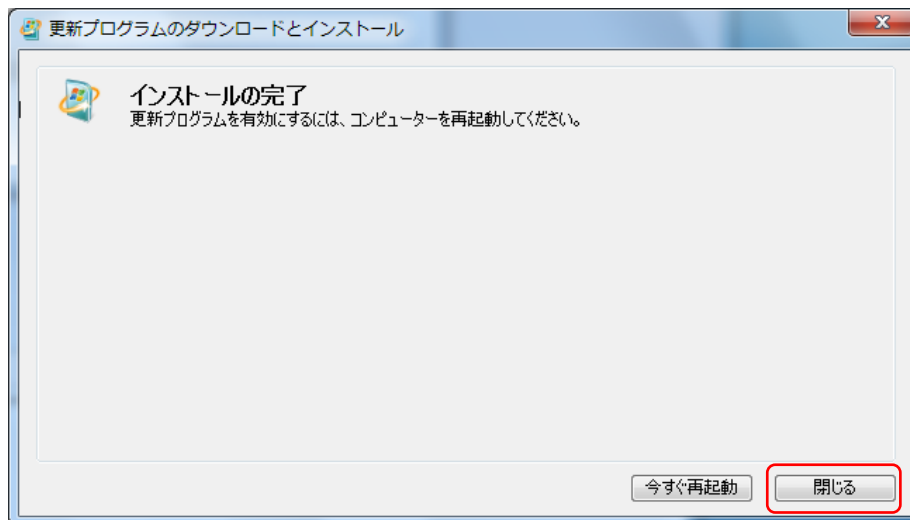 更新プログラムのダウンロードとインストール
インストールの完了
更新プログラムを有効にするには、コンピューターを再起動してください。
今すぐ再起動
閉じる